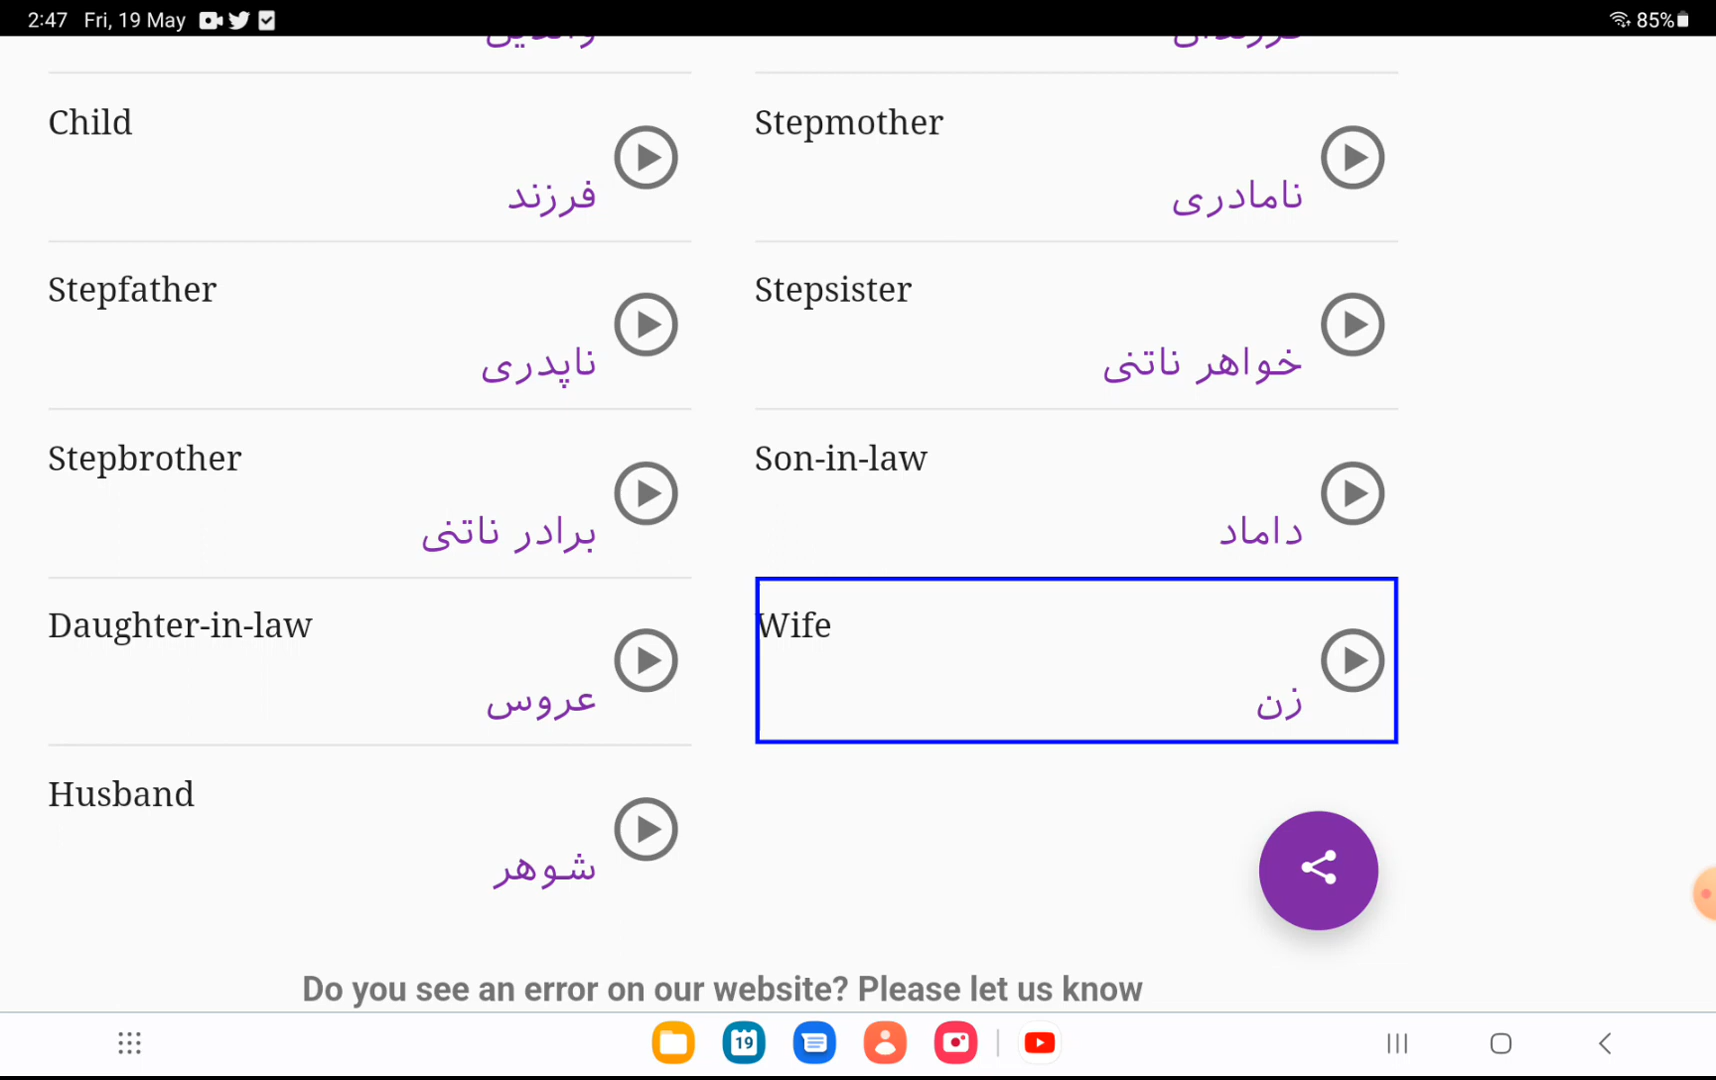 2:47 Fri, 19 May
85%
Child
فرزند
Stepmother
نامادری
Stepfather
ناپدری
Stepsister
خواهر ناتنی
Stepbrother
برادر ناتنی
Son-in-law
داماد
Daughter-in-law
عروس
Wife
زن
Husband
شوهر
Do you see an error on our website? Please let us know
19